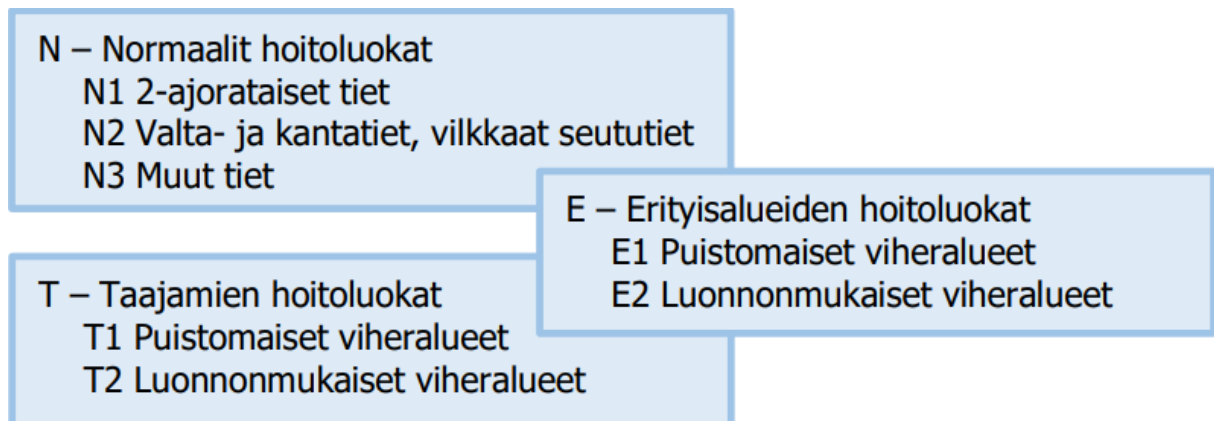 N – Normaalit hoitoluokat
N1 2-ajorataiset tiet
N2 Valta- ja kantatiet, vilkkaat seututiet
N3 Muut tiet
E – Erityisalueiden hoitoluokat
E1 Puistomaiset viheralueet
E2 Luonnonmukaiset viheralueet
T – Taajamien hoitoluokat
T1 Puistomaiset viheralueet
T2 Luonnonmukaiset viheralueet